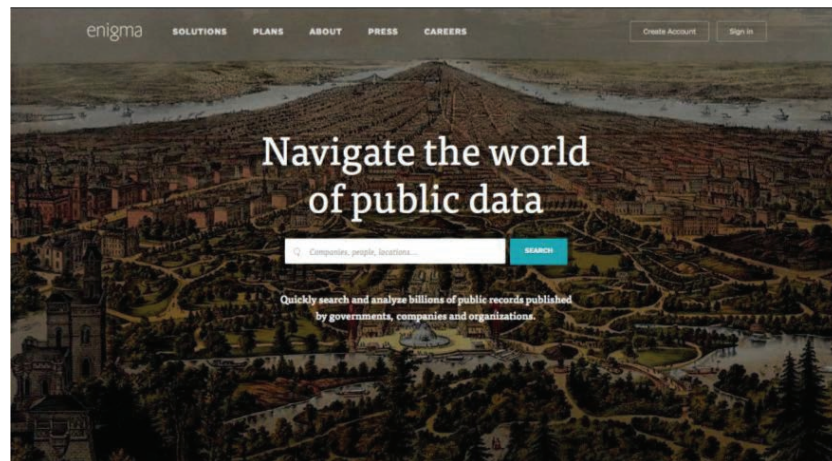 enigma SOLUTIONS PLANS ABOUT PRESS CAREERS Create Account Sign In
Navigate the world
of public data
Companies, people, locations... SEARCH
Quickly search and analyze billions of public records published
by governments, companies and organizations.